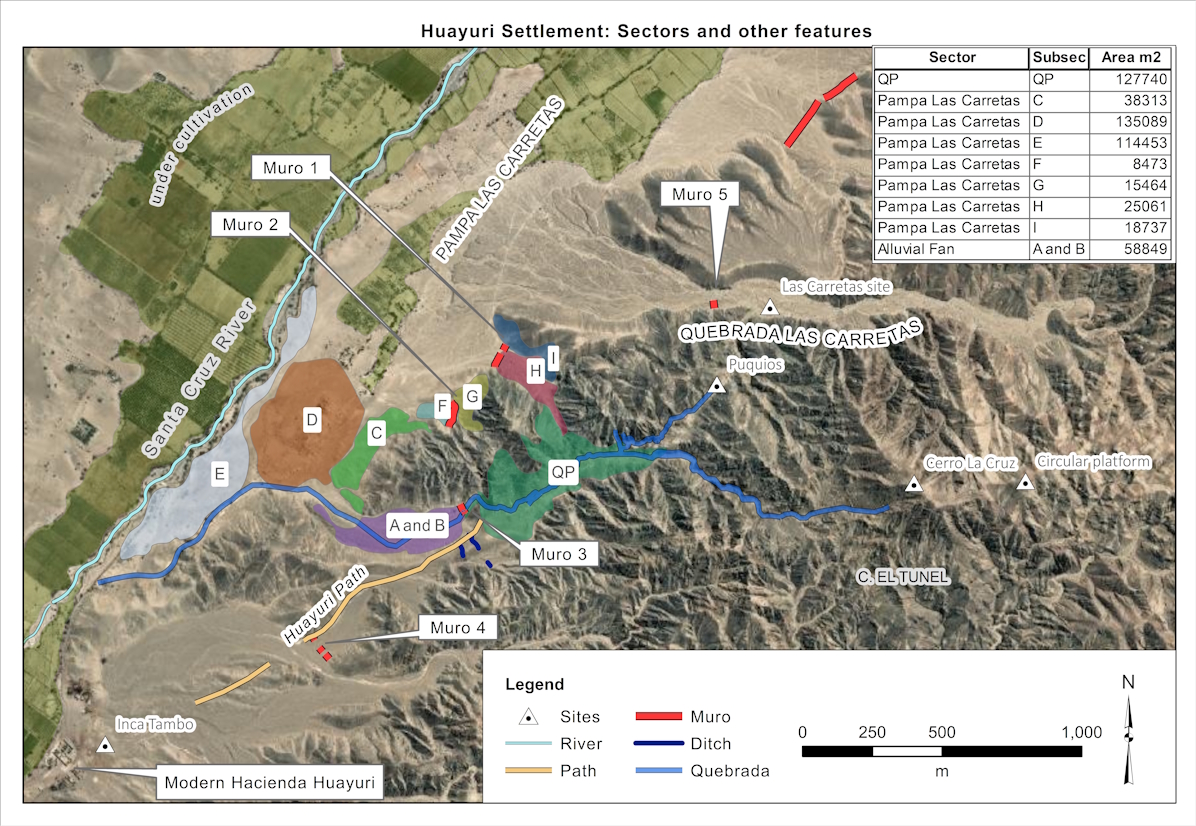 Huayuri Settlement: Sectors and other features
Sector Subsec Area m2
QP QP 127740
Pampa Las Carretas C 38313
Pampa Las Carretas D 135089
Pampa Las Carretas E 114453
Pampa Las Carretas F 8473
Pampa Las Carretas G 15464
Pampa Las Carretas H 25061
Pampa Las Carretas I 18737
Alluvial Fan A and B 58849
under cultivation
PAMPA LAS CARRETAS
Muro 1
Muro 5
Muro 2
Las Carretas site
QUEBRADA LAS CARRETAS
Santa Cruz River
Puquios
I
H
G
F
D
C
E
QP
Cerro La Cruz
Circular platform
A and B
Muro 3
C. EL TUNEL
Huayuri Path
Muro 4
Inca Tambo
Modern Hacienda Huayuri
Legend
Sites
Muro
River
Ditch
Path
Quebrada
0 250 500 1,000
m
N